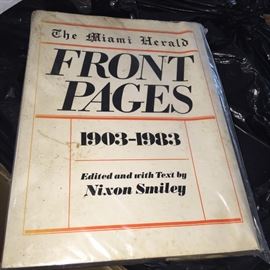 The Miami Herald
FRONT
PAGES
1903-1983
Edited and with Text by
Nixon Smiley